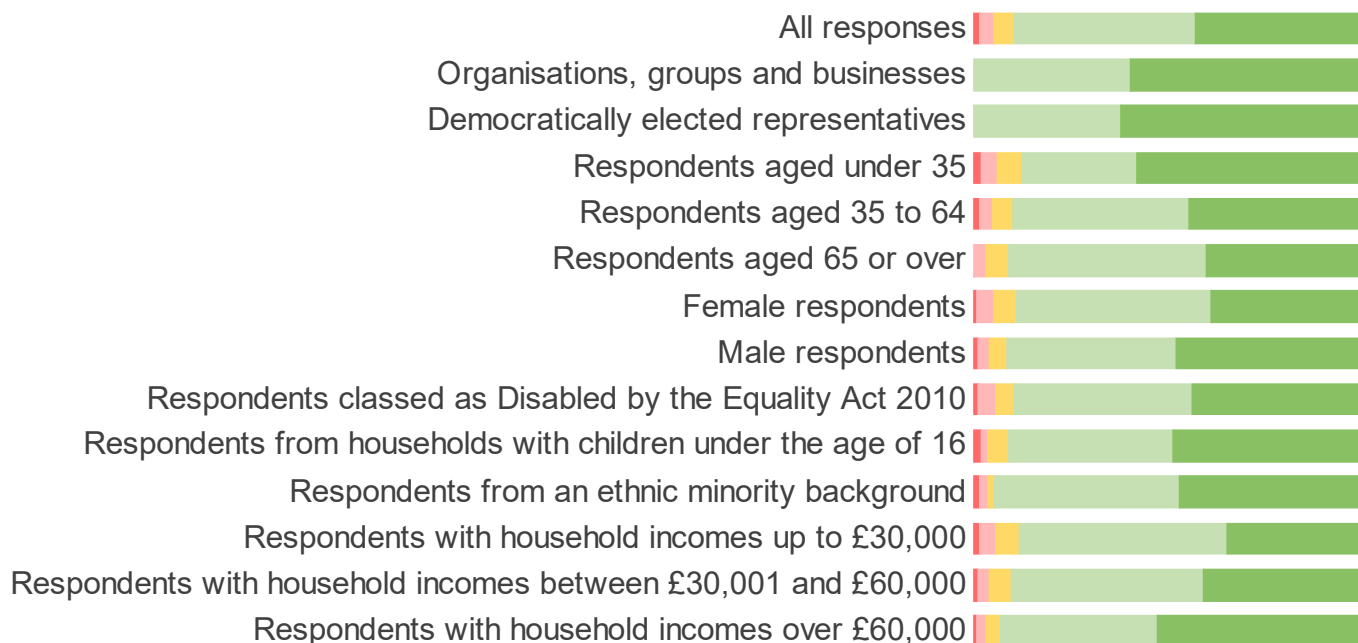 All responses
Organisations, groups and businesses
Democratically elected representatives
Respondents aged under 35
Respondents aged 35 to 64
Respondents aged 65 or over
Female respondents
Male respondents
Respondents classed as Disabled by the Equality Act 2010
Respondents from households with children under the age of 16
Respondents from an ethnic minority background
Respondents with household incomes up to £30,000
Respondents with household incomes between £30,001 and £60,000
Respondents with household incomes over £60,000